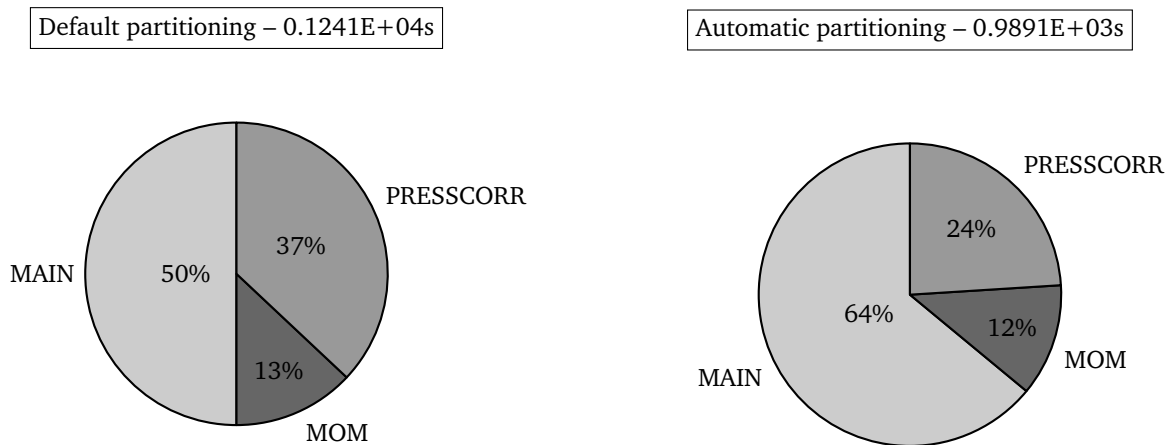 Default partitioning – 0.1241E+04s
MAIN
50%
37%
PRESSCORR
13%
MOM
Automatic partitioning – 0.9891E+03s
PRESSCORR
24%
64%
12%
MOM
MAIN